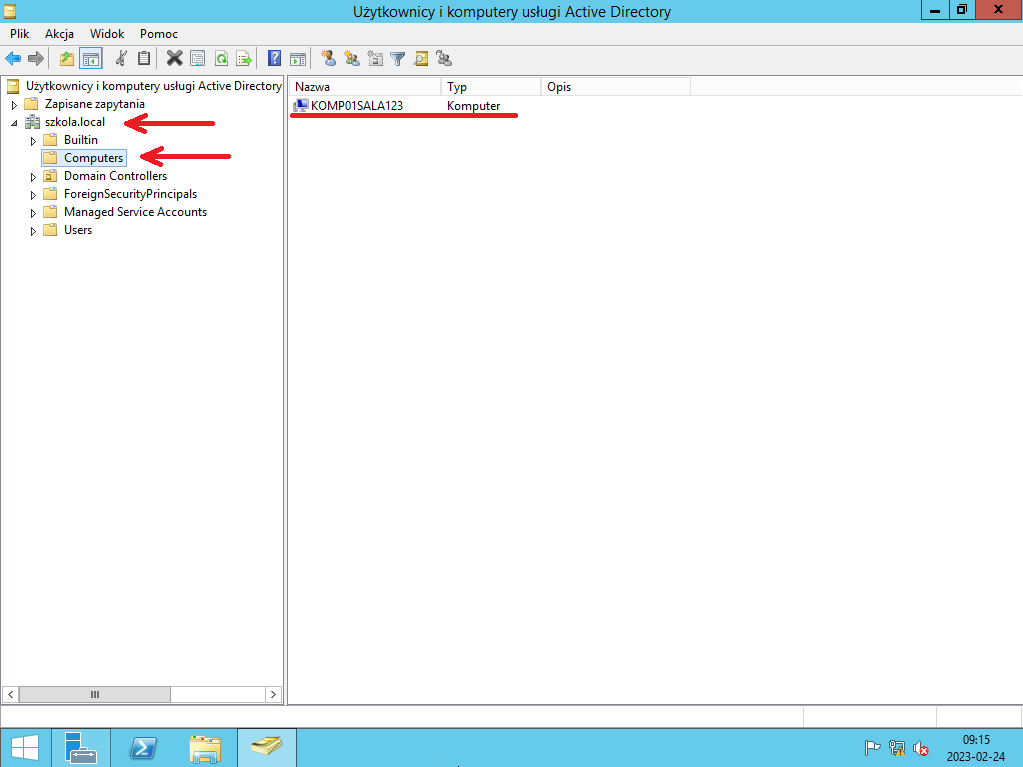 Użytkownicy i komputery usługi Active Directory
Plik Akcja Widok Pomoc
Użytkownicy i komputery usługi Active Directory
Zapisane zapytania
szkola.local
Builtin
Computers
Domain Controllers
ForeignSecurityPrincipals
Managed Service Accounts
Users
Nazwa Typ Opis
KOMP01SALA123 Komputer
09:15
2023-02-24